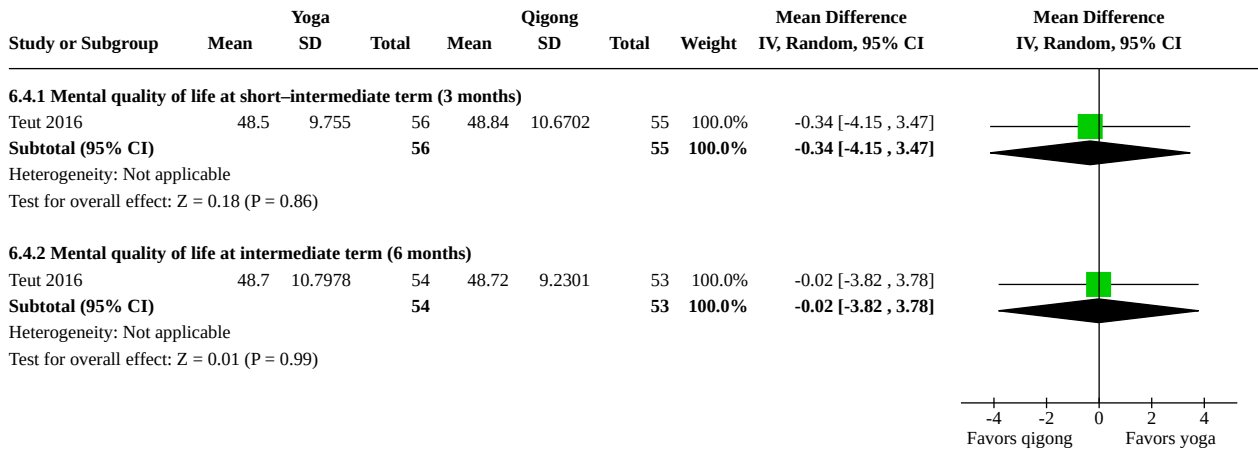 Yoga Qigong Mean Difference Mean Difference
Study or Subgroup Mean SD Total Mean SD Total Weight IV, Random, 95% CI IV, Random, 95% CI
6.4.1 Mental quality of life at short–intermediate term (3 months)
Teut 2016 48.5 9.755 56 48.84 10.6702 55 100.0% -0.34 [-4.15 , 3.47]
Subtotal (95% CI) 56 55 100.0% -0.34 [-4.15 , 3.47]
Heterogeneity: Not applicable
Test for overall effect: Z = 0.18 (P = 0.86)
6.4.2 Mental quality of life at intermediate term (6 months)
Teut 2016 48.7 10.7978 54 48.72 9.2301 53 100.0% -0.02 [-3.82 , 3.78]
Subtotal (95% CI) 54 53 100.0% -0.02 [-3.82 , 3.78]
Heterogeneity: Not applicable
Test for overall effect: Z = 0.01 (P = 0.99)
-4 -2 0 2 4
Favors qigong Favors yoga